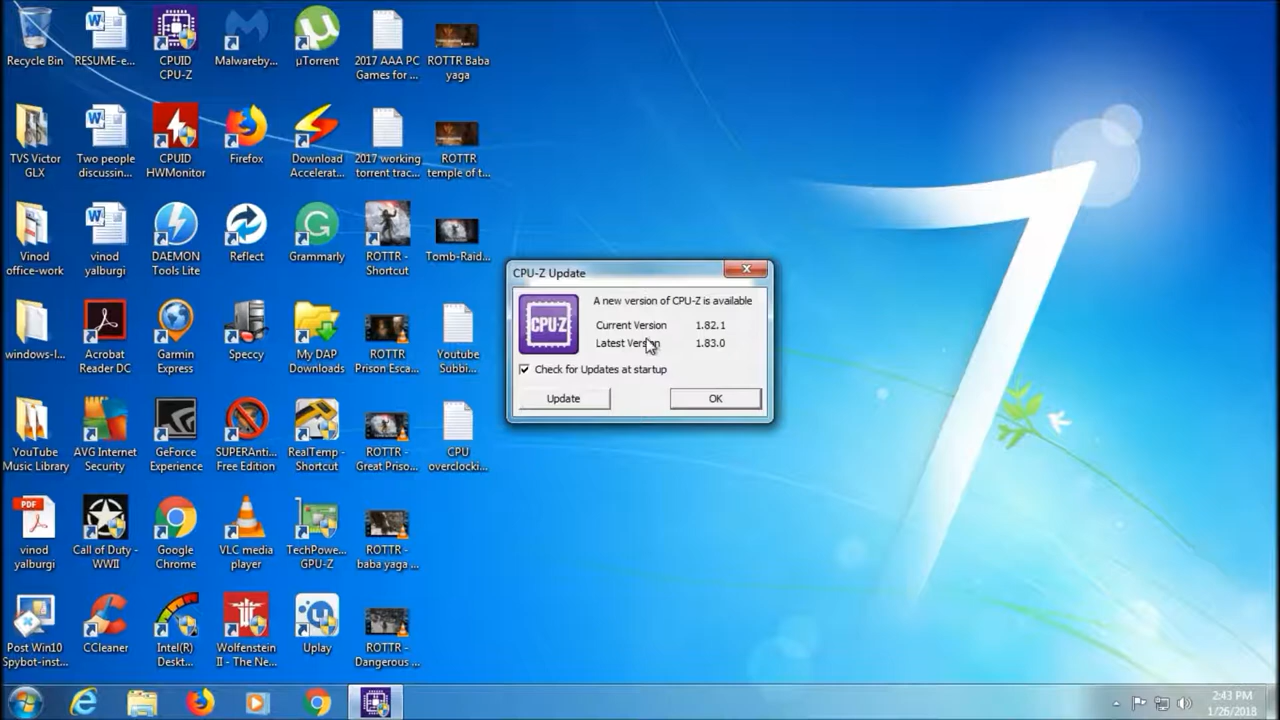 Recycle Bin
RESUME-e...
CPUID
CPU-Z
Malwareby...
µTorrent
2017 AAA PC
Games for ...
ROTTR Baba
yaga
TVS Victor
GLX
Two people
discussin...
CPUID
HWMonitor
Firefox
Download
Accelerat...
2017 working
torrent trac...
ROTTR
temple of t...
Vinod
office-work
vinod
yalburgi
DAEMON
Tools Lite
Reflect
Grammarly
ROTTR -
Shortcut
Tomb-Raid...
windows-l...
Acrobat
Reader DC
Garmin
Express
Speccy
My DAP
Downloads
ROTTR
Prison Esca...
Youtube
Subbi...
YouTube
Music Library
AVG Internet
Security
GeForce
Experience
SUPERAnti...
Free Edition
RealTemp -
Shortcut
ROTTR -
Great Priso...
CPU
overclocki...
PDF
vinod
yalburgi
Call of Duty -
WWII
Google
Chrome
VLC media
player
TechPowe...
GPU-Z
ROTTR -
baba yaga ...
Post Win10
Spybot-inst...
CCleaner
Intel(R)
Deskt...
Wolfenstein
II - The Ne...
Uplay
ROTTR -
Dangerous ...
CPU-Z Update
CPU-Z
A new version of CPU-Z is available
Current Version 1.82.1
Latest Version 1.83.0
Check for Updates at startup
Update
OK
2:43 PM
1/26/2018